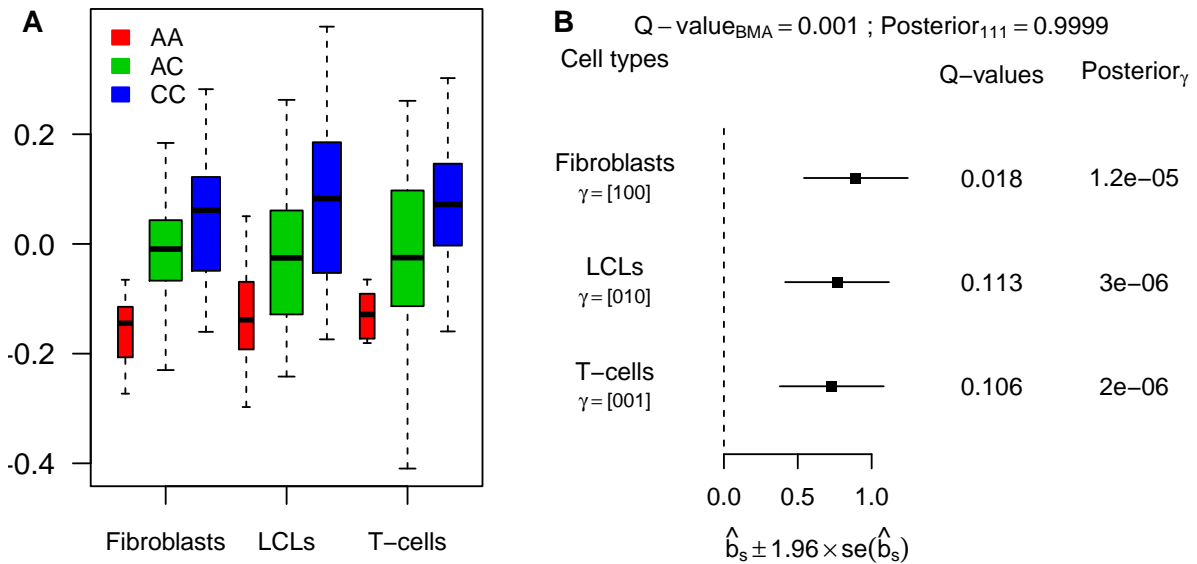 A
AA
AC
CC
0.2
0.0
-0.2
-0.4
Fibroblasts LCLs T−cells
B
Q−value_BMA = 0.001 ; Posterior_111 = 0.9999
Cell types Q−values Posterior_γ
Fibroblasts 0.018 1.2e−05
γ = [100]
LCLs 0.113 3e−06
γ = [010]
T−cells 0.106 2e−06
γ = [001]
0.0 0.5 1.0
b̂_s ± 1.96 × se(b̂_s)